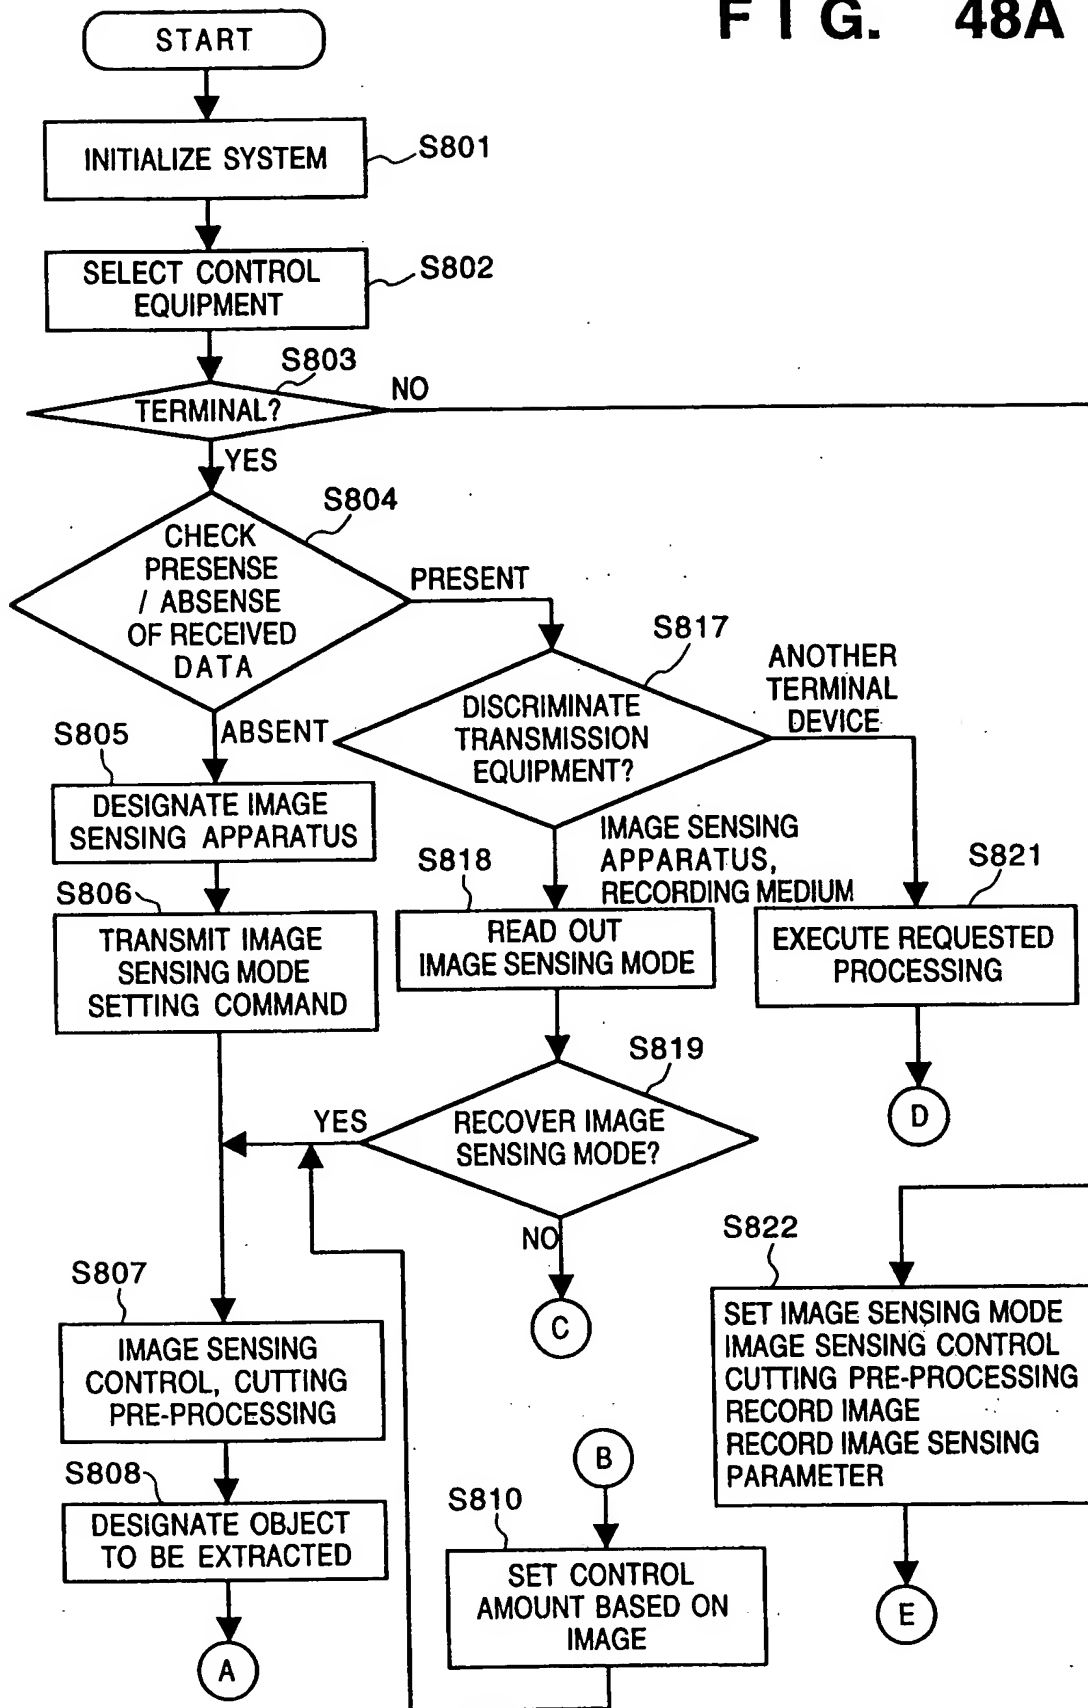 FIG. 48A
START
INITIALIZE SYSTEM
S801
SELECT CONTROL
EQUIPMENT
S802
S803
TERMINAL?
NO
YES
S804
CHECK
PRESENSE
/ ABSENSE
OF RECEIVED
DATA
PRESENT
ABSENT
S817
DISCRIMINATE
TRANSMISSION
EQUIPMENT?
ANOTHER
TERMINAL
DEVICE
S805
DESIGNATE IMAGE
SENSING APPARATUS
IMAGE SENSING
APPARATUS,
RECORDING MEDIUM
S806
TRANSMIT IMAGE
SENSING MODE
SETTING COMMAND
S818
READ OUT
IMAGE SENSING MODE
S821
EXECUTE REQUESTED
PROCESSING
D
S819
RECOVER IMAGE
SENSING MODE?
YES
NO
C
S807
IMAGE SENSING
CONTROL, CUTTING
PRE-PROCESSING
S822
SET IMAGE SENSING MODE
IMAGE SENSING CONTROL
CUTTING PRE-PROCESSING
RECORD IMAGE
RECORD IMAGE SENSING
PARAMETER
E
S808
DESIGNATE OBJECT
TO BE EXTRACTED
A
B
S810
SET CONTROL
AMOUNT BASED ON
IMAGE